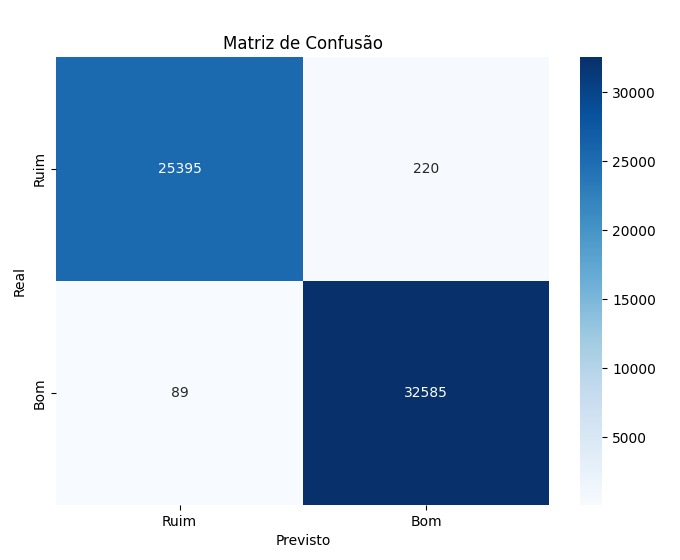 Matriz de Confusão
Ruim
25395
220
Real
Bom
89
32585
Ruim
Bom
Previsto
30000
25000
20000
15000
10000
5000